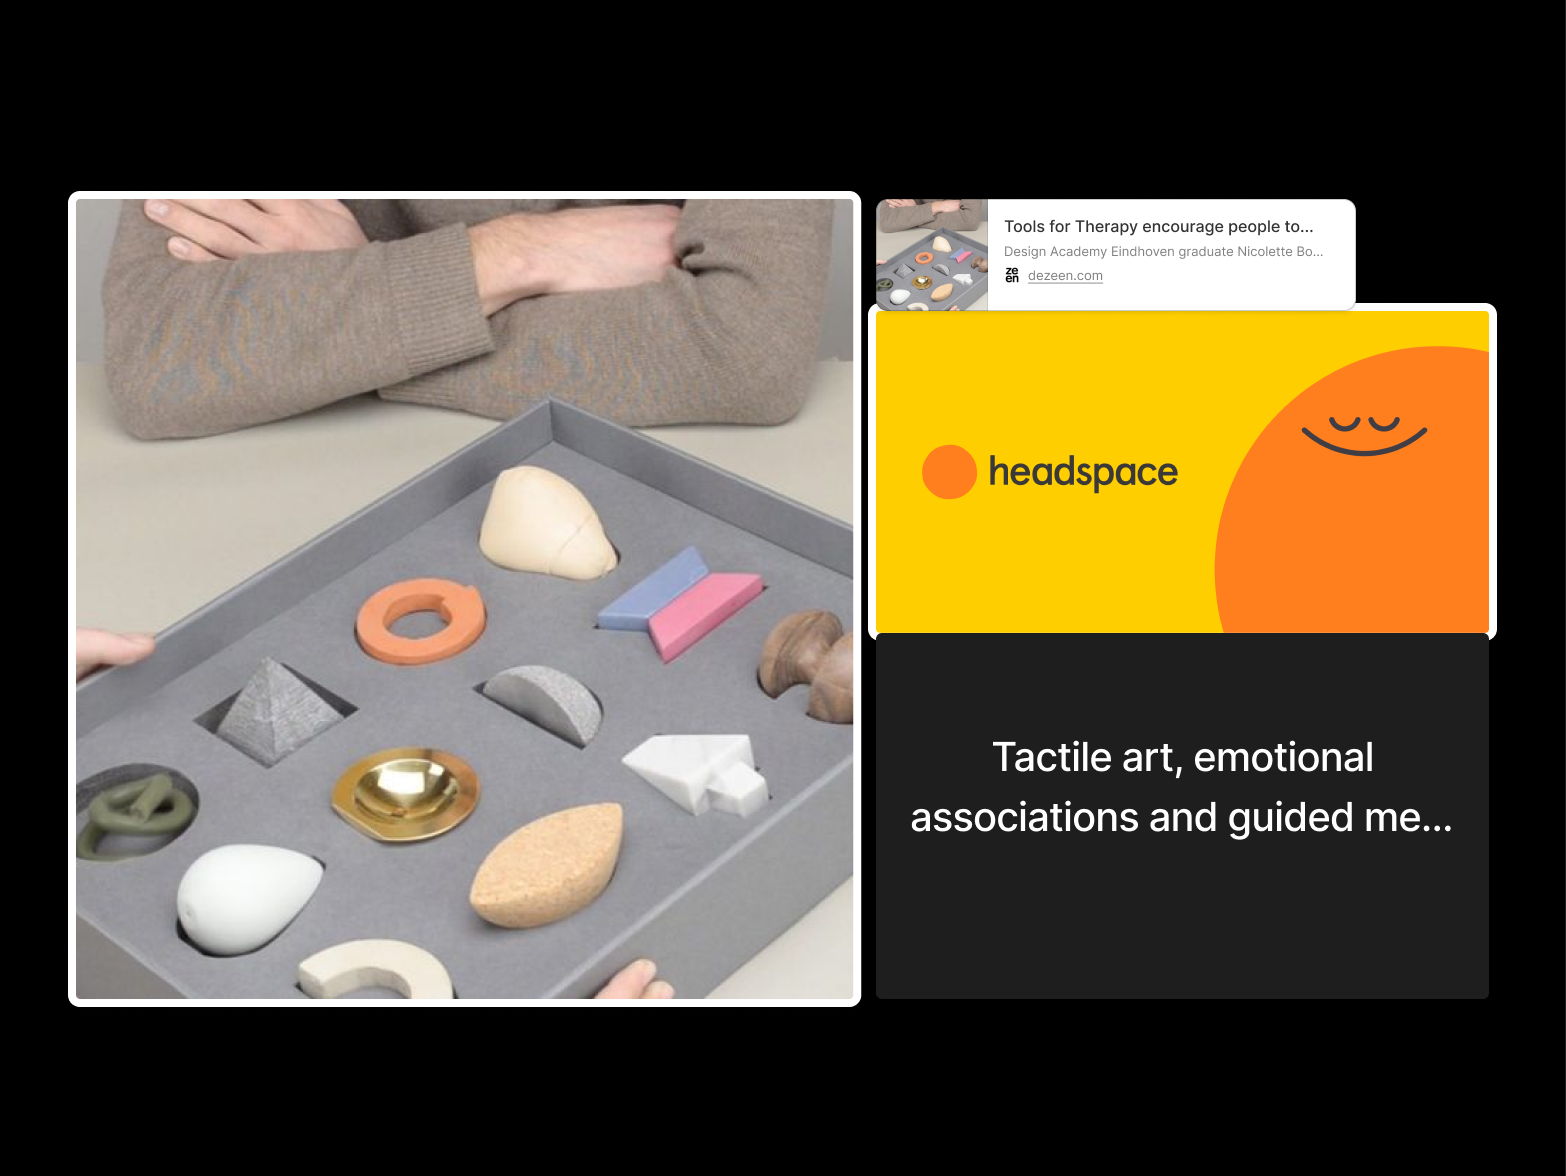 Tools for Therapy encourage people to...
Design Academy Eindhoven graduate Nicolette Bo...
ze
en
dezeen.com
headspace
Tactile art, emotional
associations and guided me...